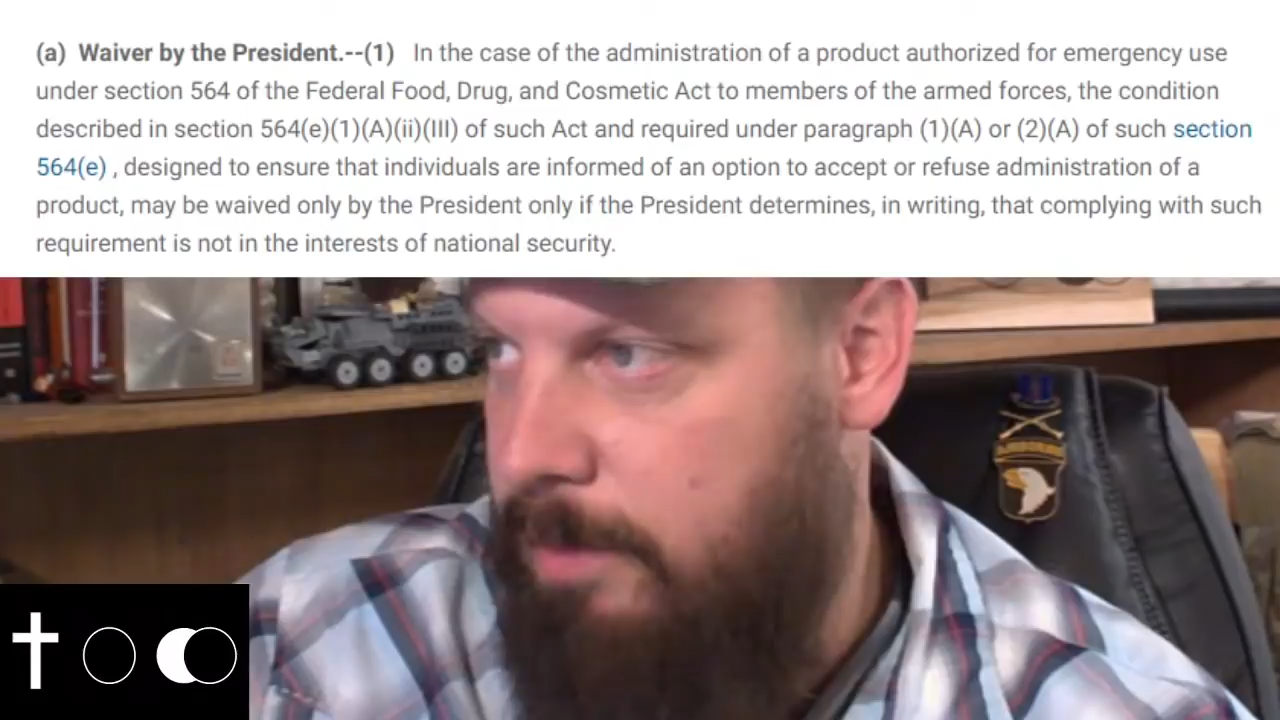 (a) Waiver by the President.--(1) In the case of the administration of a product authorized for emergency use
under section 564 of the Federal Food, Drug, and Cosmetic Act to members of the armed forces, the condition
described in section 564(e)(1)(A)(ii)(III) of such Act and required under paragraph (1)(A) or (2)(A) of such section
564(e) , designed to ensure that individuals are informed of an option to accept or refuse administration of a
product, may be waived only by the President only if the President determines, in writing, that complying with such
requirement is not in the interests of national security.